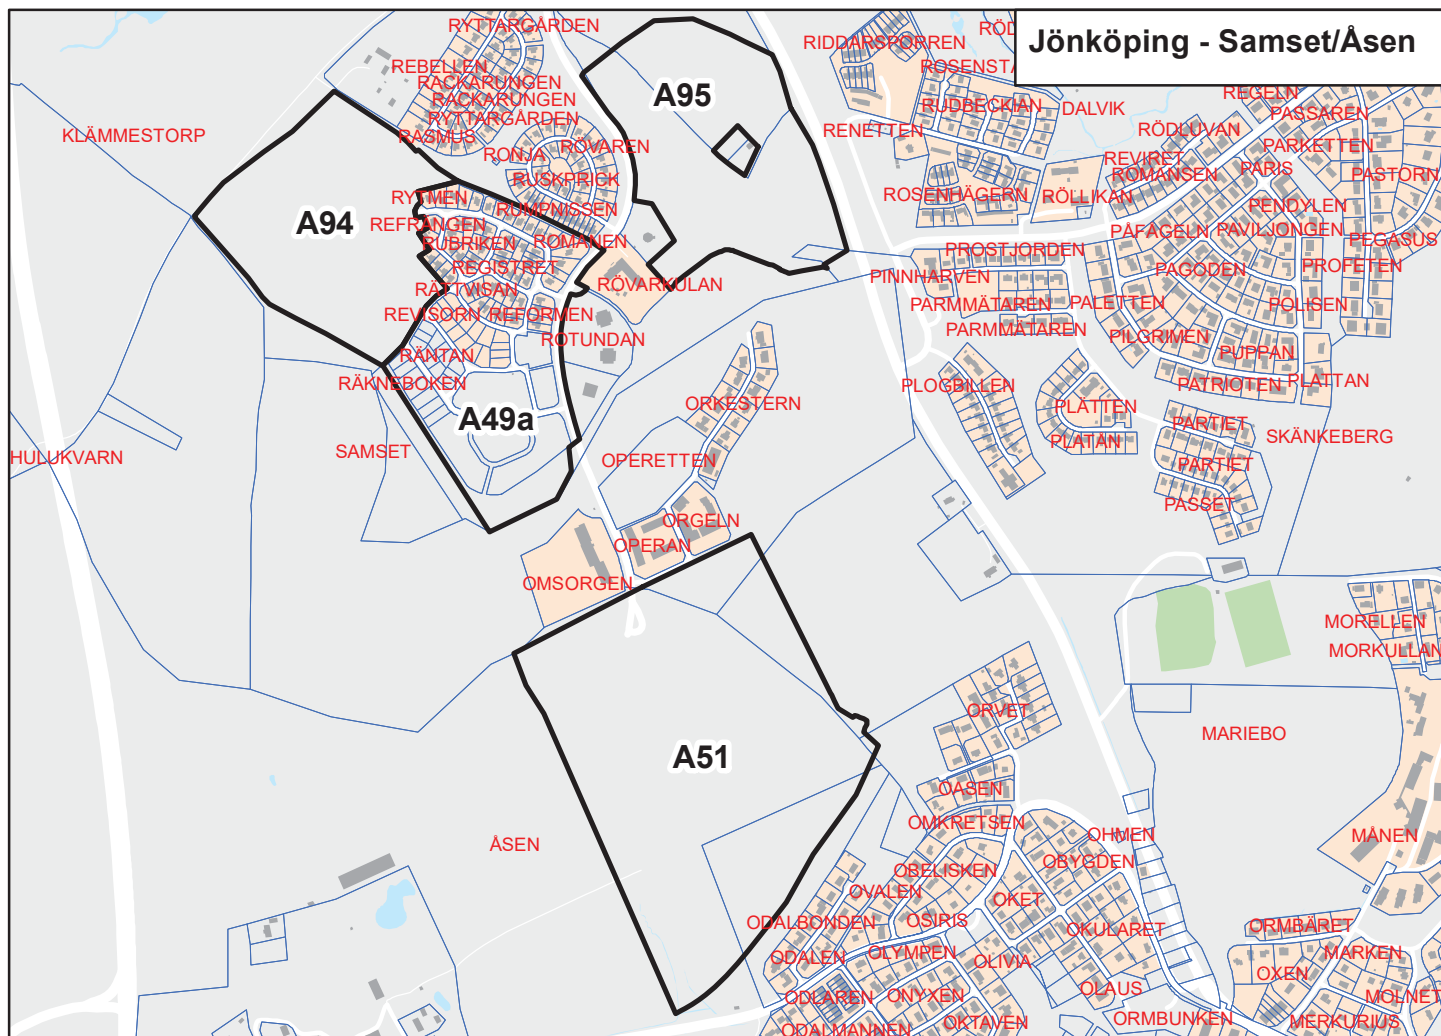 Jönköping - Samset/Åsen
RYTTARGÅRDEN
RIDDARSPORREN
RÖD
REBELLEN
ROSENSTA
RACKARUNGEN
RACKARUNGEN
A95
REGELN
RUDBECKIAN
DALVIK
PASSAREN
RYTTARGÅRDEN
KLÄMMESTORP
RASMUS
RENETTEN
RÖDLUVAN
PARKETTEN
RONJA
RÖVAREN
REVIRET
PARIS
ROMANSEN
PASTORN
RUSKPRICK
RYTMEN
ROSENHÄGERN
RÖLLIKAN
PENDYLEN
RUMPNISSEN
A94
REFRANGEN
PÅFÅGELN
PAVILJONGEN
PEGASUS
RUBRIKEN
ROMANEN
PROSTJORDEN
REGISTRET
PAGODEN
PROFETEN
PINNHARVEN
RÖVARKULAN
RÄTTVISAN
PARMMÄTAREN
PALETTEN
POLISEN
REVISORN
REFORMEN
PARMMÄTAREN
PILGRIMEN
ROTUNDAN
RÄNTAN
PUPPAN
RÄKNEBOKEN
PLOGBILLEN
PATRIOTEN
PLATTAN
ORKESTERN
PLÄTTEN
A49a
PARTIET
SAMSET
PLATAN
SKÄNKEBERG
HULUKVARN
OPERETTEN
PARTIET
PASSET
ORGELN
OPERAN
OMSORGEN
MORELLEN
MORKULLAN
ORVET
MARIEBO
A51
OASEN
OMKRETSEN
OHMEN
MÅNEN
ÅSEN
OBYGDEN
OBELISKEN
OVALEN
OKET
ODALBONDEN
OSIRIS
OKULARET
ORMBÄRET
OLYMPEN
MARKEN
ODALEN
OLIVIA
OXEN
OLAUS
ODLAREN
ONYXEN
MOLNET
ORMBUNKEN
MERKURIUS
OKTAVEN
ODALMANNEN